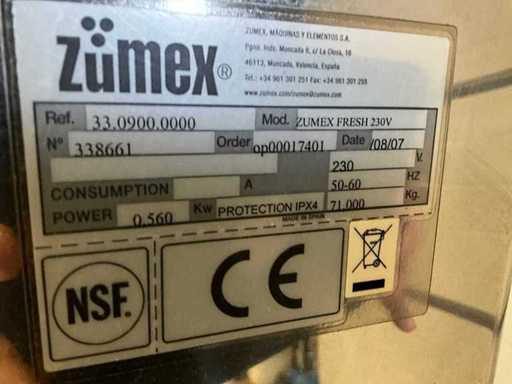 zümex®
ZUMEX, MÁQUINAS Y ELEMENTOS S.A.
Pgno. Inds. Moncada II, c/ La Closa, 16
46113, Moncada, Valencia, España
Tel.: +34 961 301 251 Fax: +34 961 301 255
www.zumex.com/zumex@zumex.com
Ref. 33.0900.0000 Mod. ZUMEX FRESH 230V
Nº 338661 Order op00017401 Date /08/07
230 V.
CONSUMPTION A 50-60 HZ
POWER 0,560 Kw PROTECTION IPX4 71,000 Kg.
MADE IN SPAIN
NSF. CE